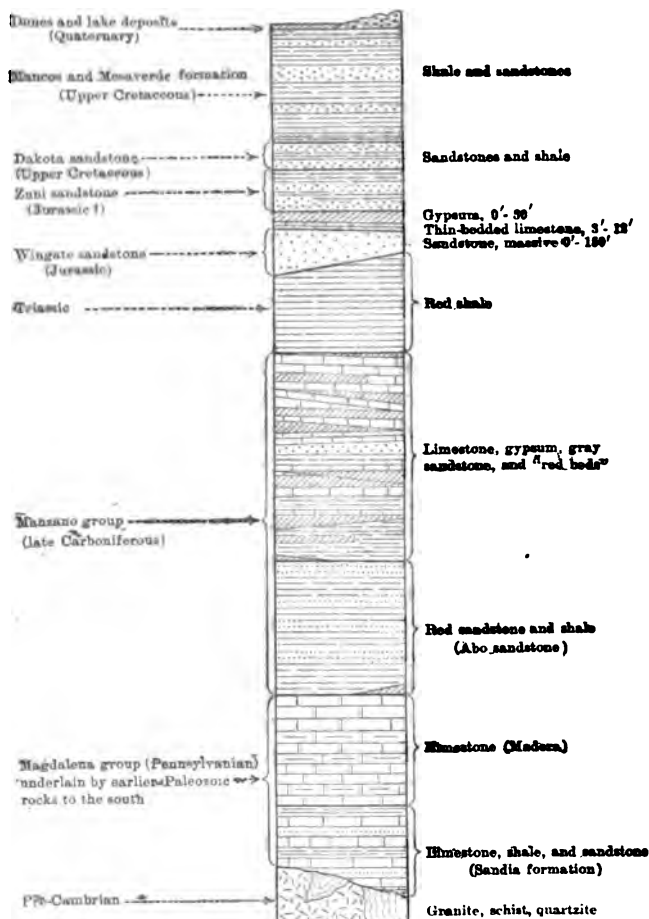 Dunes and lake deposits
(Quaternary)
Mancos and Mesaverde formation
(Upper Cretaceous)
Shale and sandstones
Dakota sandstone
(Upper Cretaceous)
Sandstones and shale
Zuni sandstone
(Jurassic?)
Gypsum, 0'- 90'
Thin-bedded limestone, 3'- 12'
Sandstone, massive 0'- 180'
Wingate sandstone
(Jurassic)
Triassic
Red shale
Limestone, gypsum, gray
sandstone, and "red beds"
Manzano group
(late Carboniferous)
Red sandstone and shale
(Abo sandstone)
Limestone (Madera)
Magdalena group (Pennsylvanian)
underlain by earlier Paleozoic
rocks to the south
Limestone, shale, and sandstone
(Sandia formation)
Pre-Cambrian
Granite, schist, quartzite